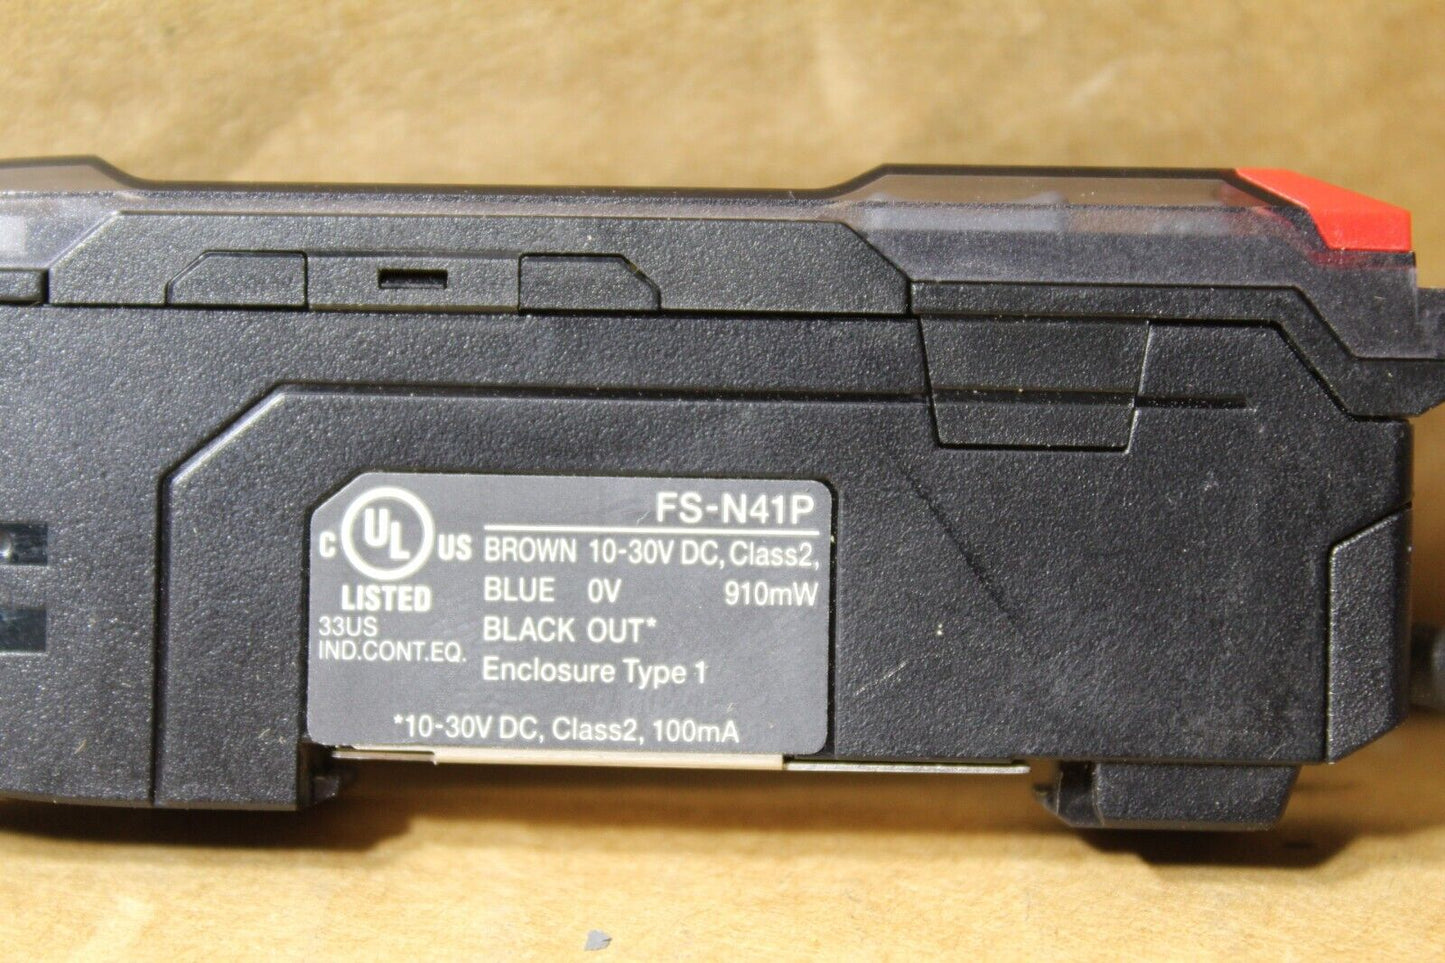 FS-N41P
C UL US
LISTED
33US
IND.CONT.EQ.
BROWN 10-30V DC, Class2,
BLUE 0V 910mW
BLACK OUT*
Enclosure Type 1
*10-30V DC, Class2, 100mA